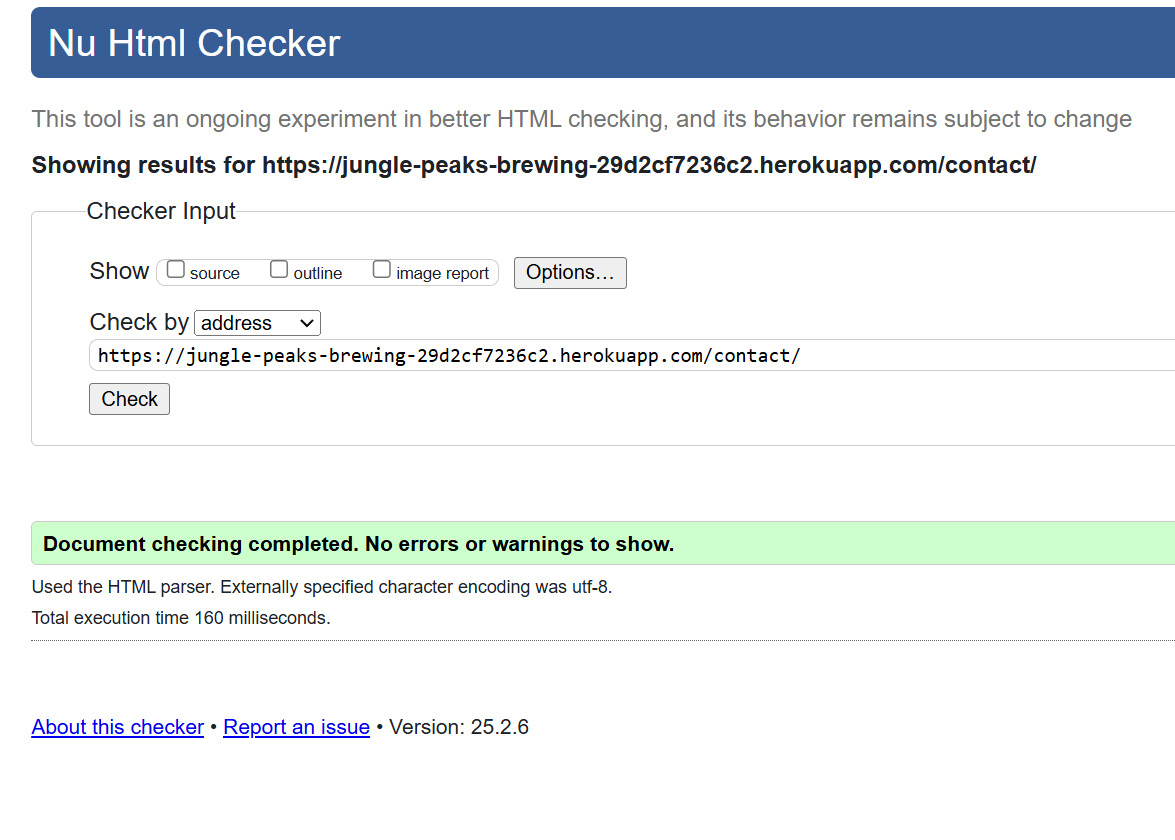 Nu Html Checker
This tool is an ongoing experiment in better HTML checking, and its behavior remains subject to change
Showing results for https://jungle-peaks-brewing-29d2cf7236c2.herokuapp.com/contact/
Checker Input
Show source outline image report Options...
Check by address
https://jungle-peaks-brewing-29d2cf7236c2.herokuapp.com/contact/
Check
Document checking completed. No errors or warnings to show.
Used the HTML parser. Externally specified character encoding was utf-8.
Total execution time 160 milliseconds.
About this checker • Report an issue • Version: 25.2.6